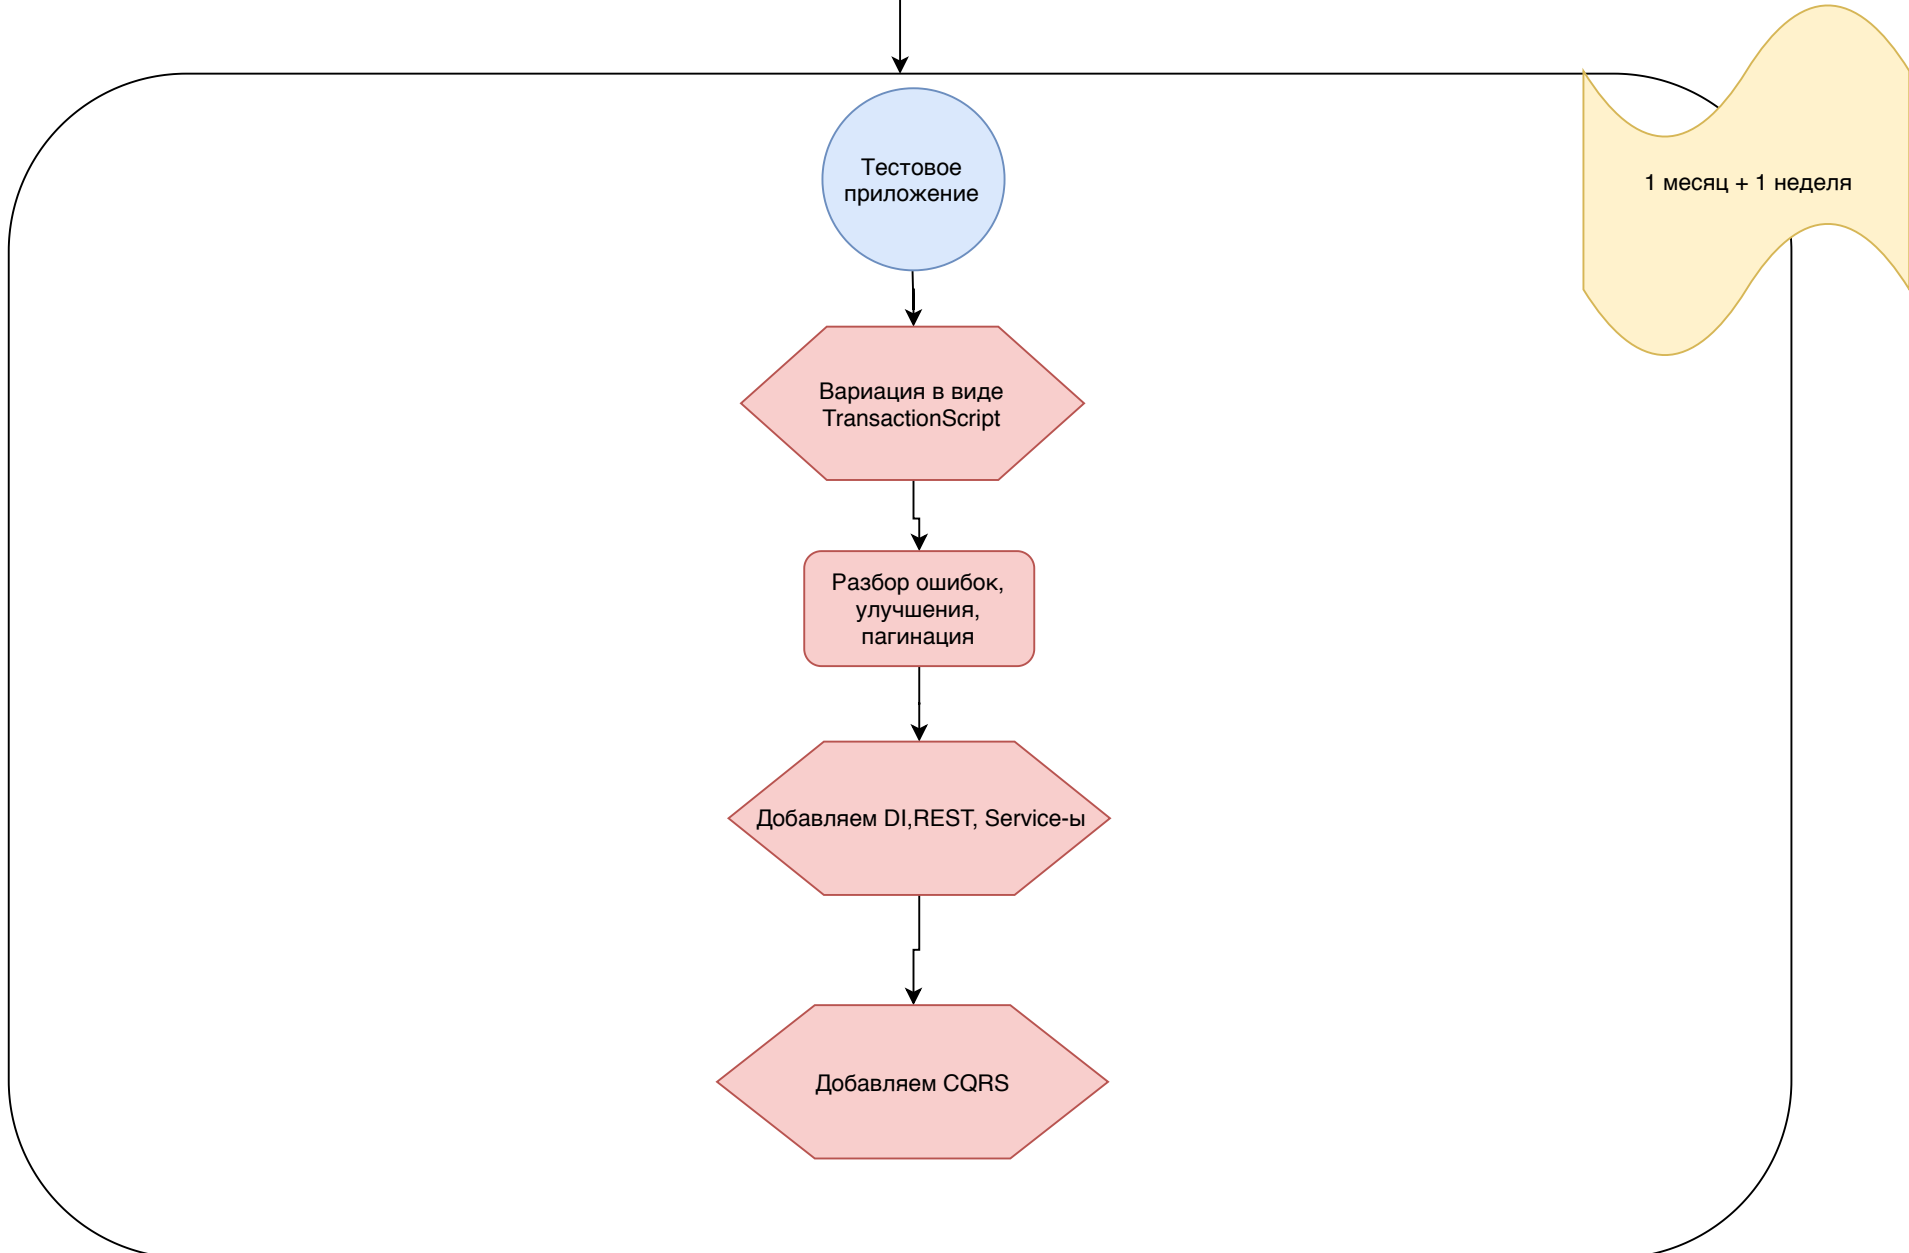 Тестовое
приложение
1 месяц + 1 неделя
Вариация в виде
TransactionScript
Разбор ошибок,
улучшения,
пагинация
Добавляем DI,REST, Service-ы
Добавляем CQRS